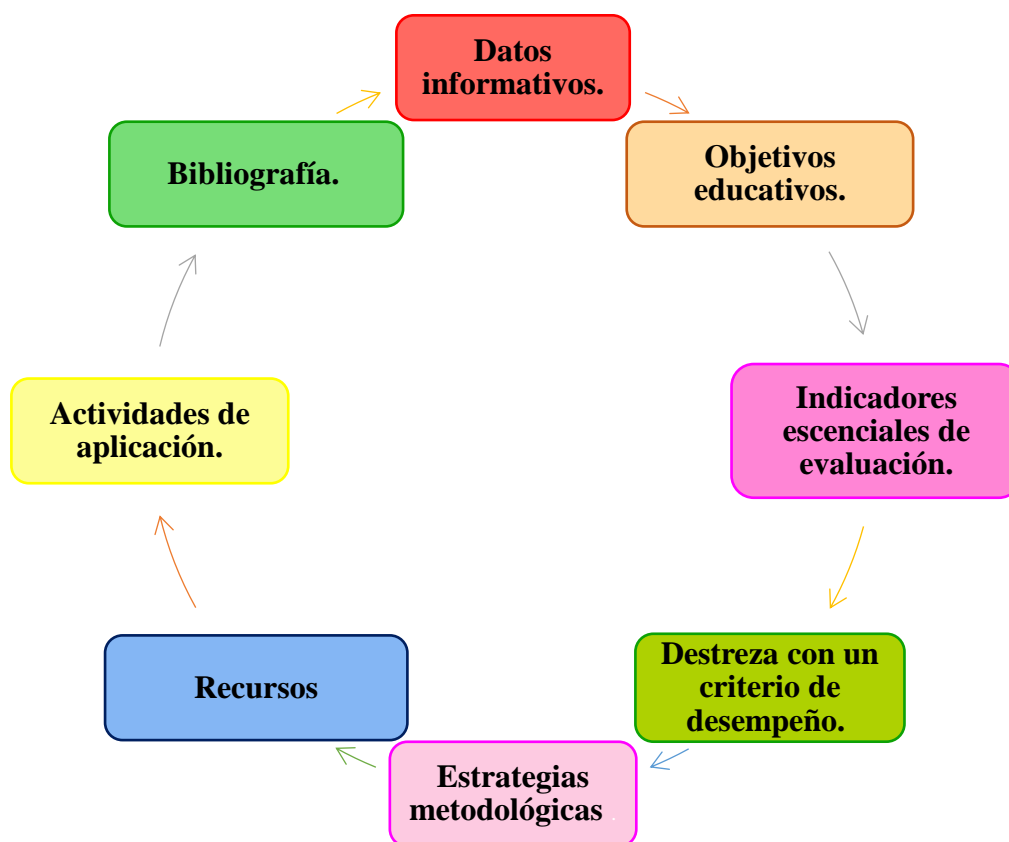 Datos
informativos.
Objetivos
educativos.
Indicadores
escenciales de
evaluación.
Destreza con un
criterio de
desempeño.
Estrategias
metodológicas .
Recursos
Actividades de
aplicación.
Bibliografía.